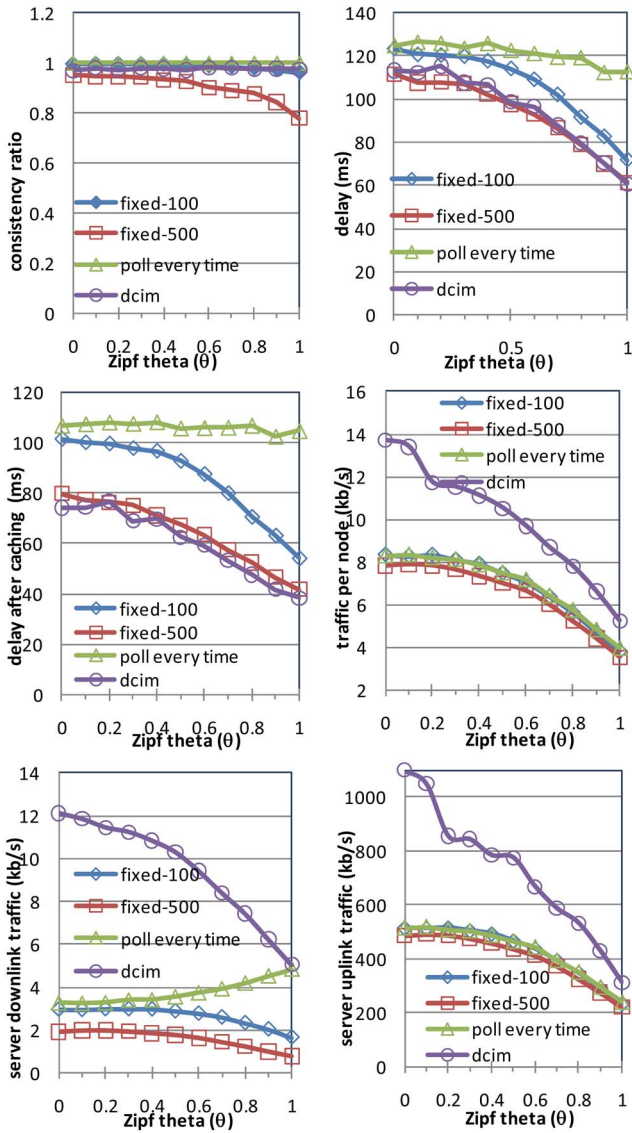 1.2
1
0.8
0.6
0.4
0.2
0
consistency ratio
fixed-100
fixed-500
poll every time
dcim
0 0.2 0.4 0.6 0.8 1
Zipf theta (θ)
140
120
100
80
60
40
20
0
delay (ms)
fixed-100
fixed-500
poll every time
dcim
0 0.5 1
Zipf theta (θ)
120
100
80
60
40
20
0
delay after caching (ms)
fixed-100
fixed-500
poll every time
dcim
0 0.2 0.4 0.6 0.8 1
Zipf theta (θ)
16
14
12
10
8
6
4
2
traffic per node (kb/s)
fixed-100
fixed-500
poll every time
dcim
0 0.2 0.4 0.6 0.8 1
Zipf theta (θ)
14
12
10
8
6
4
2
0
server downlink traffic (kb/s)
fixed-100
fixed-500
poll every time
dcim
0 0.2 0.4 0.6 0.8 1
Zipf theta (θ)
1000
800
600
400
200
0
server uplink traffic (kb/s)
fixed-100
fixed-500
poll every time
dcim
0 0.2 0.4 0.6 0.8 1
Zipf theta (θ)